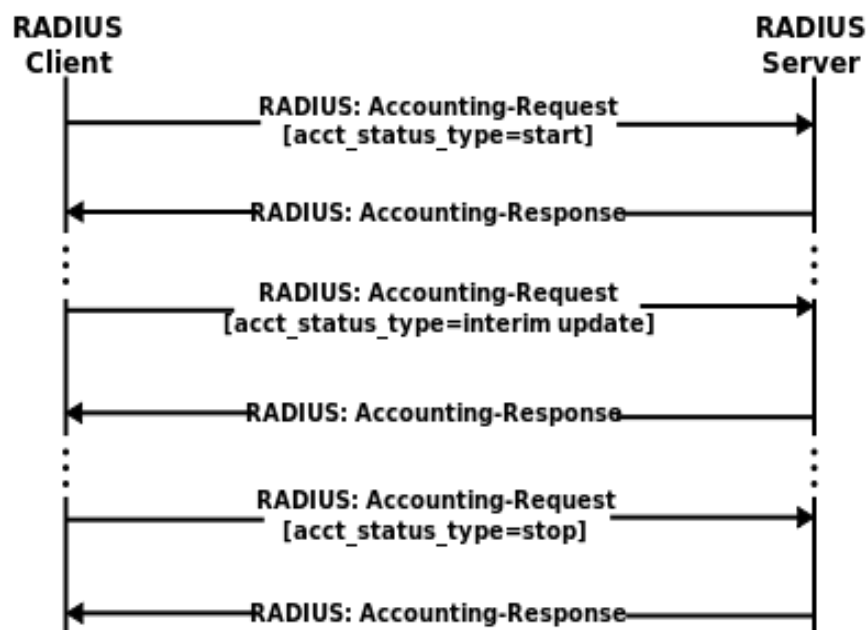 RADIUS
Client
RADIUS
Server
RADIUS: Accounting-Request
[acct_status_type=start]
RADIUS: Accounting-Response
RADIUS: Accounting-Request
[acct_status_type=interim update]
RADIUS: Accounting-Response
RADIUS: Accounting-Request
[acct_status_type=stop]
RADIUS: Accounting-Response